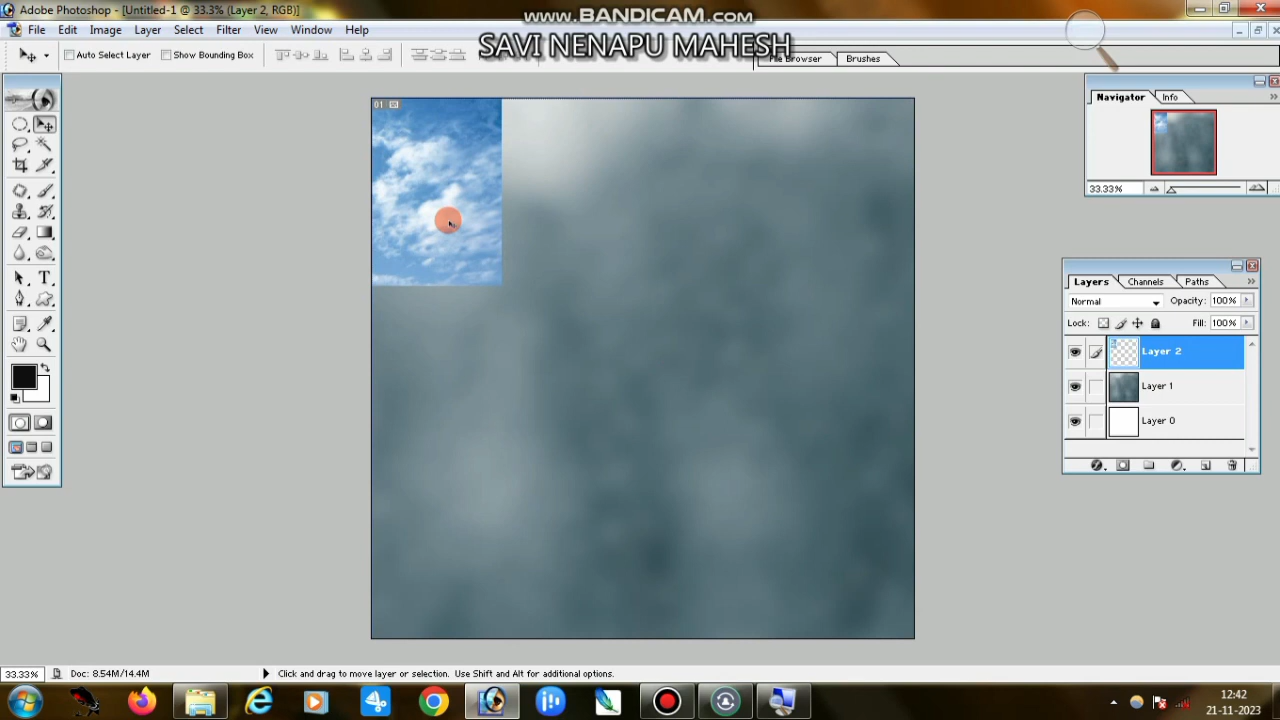 Adobe Photoshop - [Untitled-1 @ 33.3% (Layer 2, RGB)]
www.BANDICAM.com
File Edit Image Layer Select Filter View Window Help
SAVI NENAPU MAHESH
Auto Select Layer Show Bounding Box
File Browser Brushes
Navigator Info
01
33.33%
Layers Channels Paths
Normal Opacity: 100%
Lock: Fill: 100%
Layer 2
Layer 1
Layer 0
33.33% Doc: 8.54M/14.4M Click and drag to move layer or selection. Use Shift and Alt for additional options.
12:42
21-11-2023